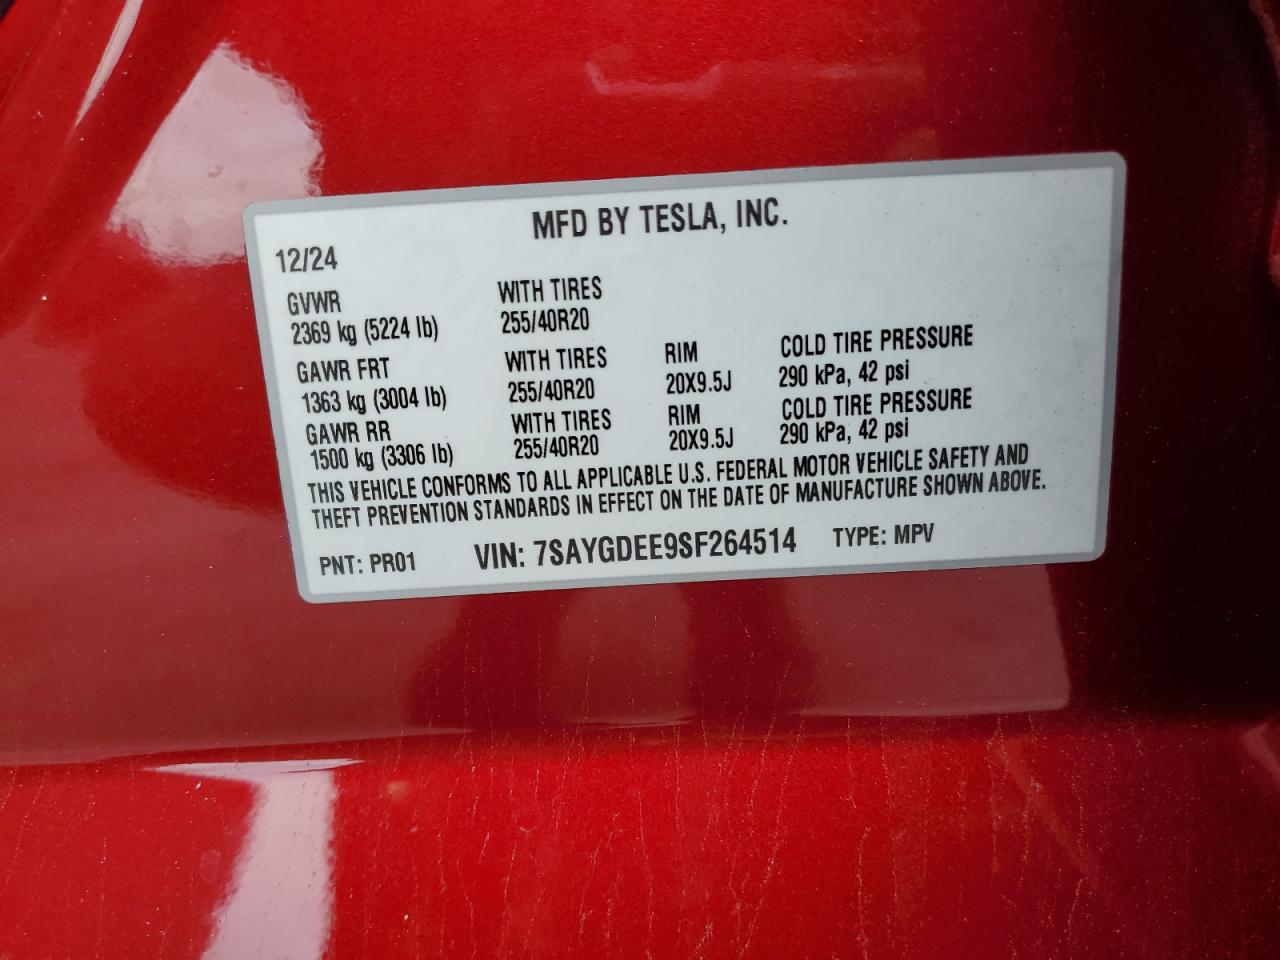 MFD BY TESLA, INC.
12/24
GVWR WITH TIRES
2369 kg (5224 lb) 255/40R20
GAWR FRT WITH TIRES RIM COLD TIRE PRESSURE
1363 kg (3004 lb) 255/40R20 20X9.5J 290 kPa, 42 psi
GAWR RR WITH TIRES RIM COLD TIRE PRESSURE
1500 kg (3306 lb) 255/40R20 20X9.5J 290 kPa, 42 psi
THIS VEHICLE CONFORMS TO ALL APPLICABLE U.S. FEDERAL MOTOR VEHICLE SAFETY AND
THEFT PREVENTION STANDARDS IN EFFECT ON THE DATE OF MANUFACTURE SHOWN ABOVE.
PNT: PR01 VIN: 7SAYGDEE9SF264514 TYPE: MPV